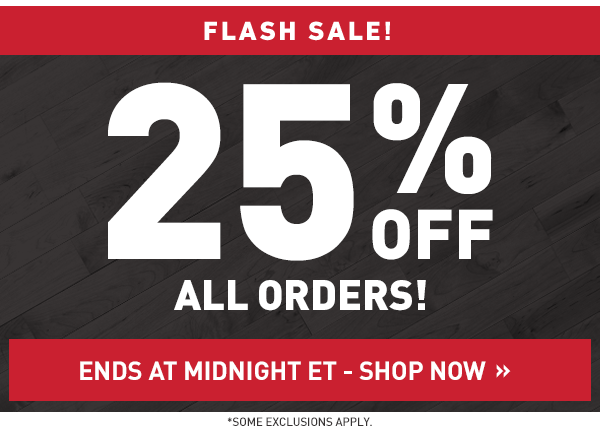 FLASH SALE!
25% OFF
ALL ORDERS!
ENDS AT MIDNIGHT ET - SHOP NOW »
*SOME EXCLUSIONS APPLY.